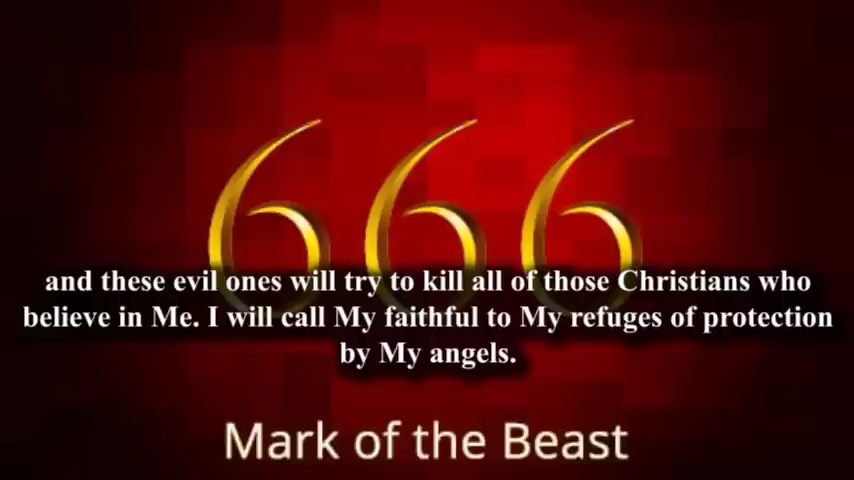 666
and these evil ones will try to kill all of those Christians who
believe in Me. I will call My faithful to My refuges of protection
by My angels.
Mark of the Beast